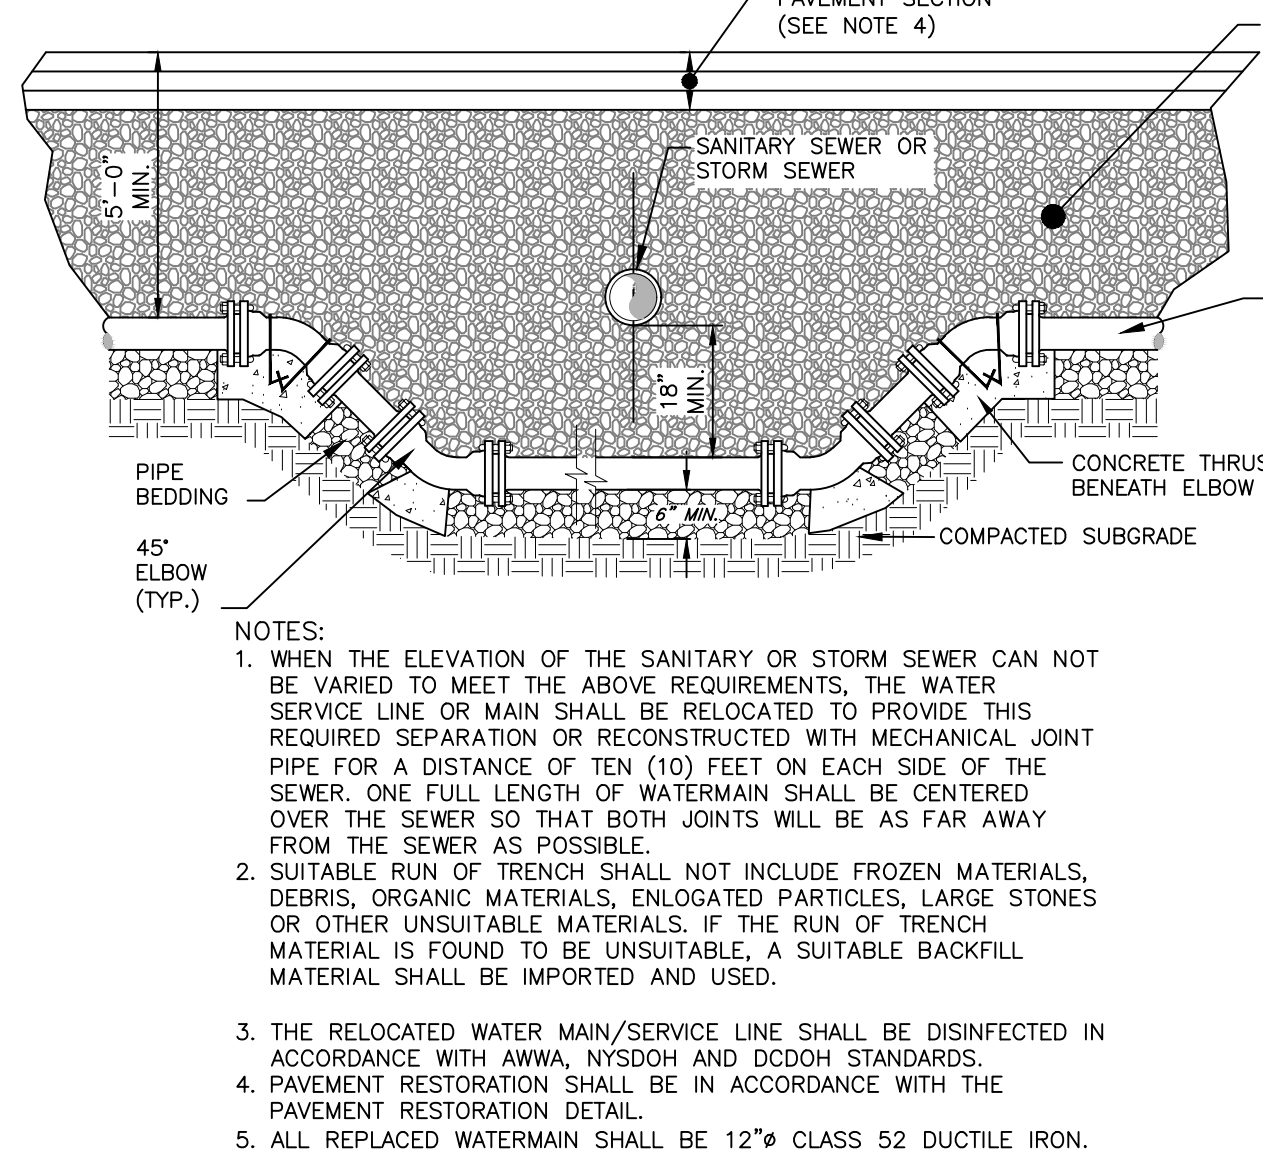 PAVEMENT SECTION
(SEE NOTE 4)
5'-0"
MIN.
SANITARY SEWER OR
STORM SEWER
18"
MIN.
PIPE
BEDDING
6" MIN.
CONCRETE THRUS
BENEATH ELBOW
COMPACTED SUBGRADE
45°
ELBOW
(TYP.)
NOTES:
1. WHEN THE ELEVATION OF THE SANITARY OR STORM SEWER CAN NOT
BE VARIED TO MEET THE ABOVE REQUIREMENTS, THE WATER
SERVICE LINE OR MAIN SHALL BE RELOCATED TO PROVIDE THIS
REQUIRED SEPARATION OR RECONSTRUCTED WITH MECHANICAL JOINT
PIPE FOR A DISTANCE OF TEN (10) FEET ON EACH SIDE OF THE
SEWER. ONE FULL LENGTH OF WATERMAIN SHALL BE CENTERED
OVER THE SEWER SO THAT BOTH JOINTS WILL BE AS FAR AWAY
FROM THE SEWER AS POSSIBLE.
2. SUITABLE RUN OF TRENCH SHALL NOT INCLUDE FROZEN MATERIALS,
DEBRIS, ORGANIC MATERIALS, ENLOGATED PARTICLES, LARGE STONES
OR OTHER UNSUITABLE MATERIALS. IF THE RUN OF TRENCH
MATERIAL IS FOUND TO BE UNSUITABLE, A SUITABLE BACKFILL
MATERIAL SHALL BE IMPORTED AND USED.
3. THE RELOCATED WATER MAIN/SERVICE LINE SHALL BE DISINFECTED IN
ACCORDANCE WITH AWWA, NYSDOH AND DCDOH STANDARDS.
4. PAVEMENT RESTORATION SHALL BE IN ACCORDANCE WITH THE
PAVEMENT RESTORATION DETAIL.
5. ALL REPLACED WATERMAIN SHALL BE 12"ø CLASS 52 DUCTILE IRON.